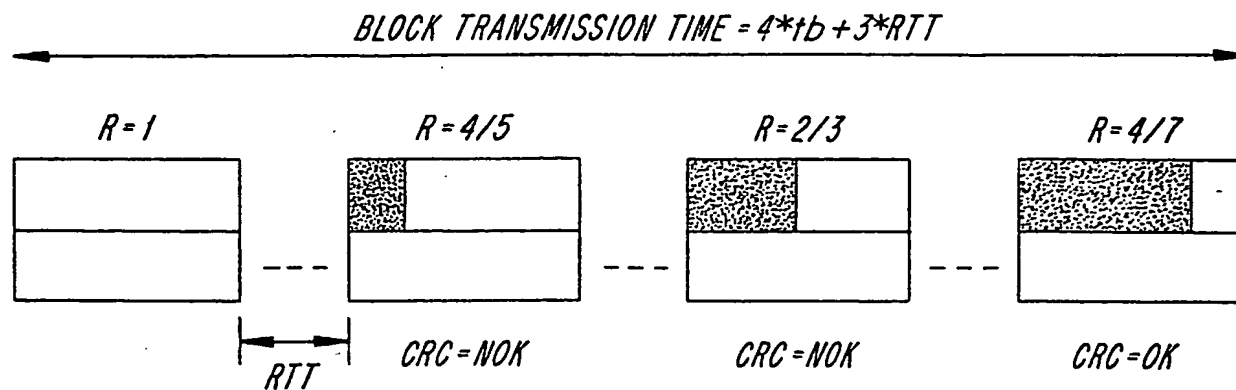 BLOCK TRANSMISSION TIME = 4*tb + 3*RTT
R = 1
R = 4/5
R = 2/3
R = 4/7
RTT
CRC = NOK
CRC = NOK
CRC = OK